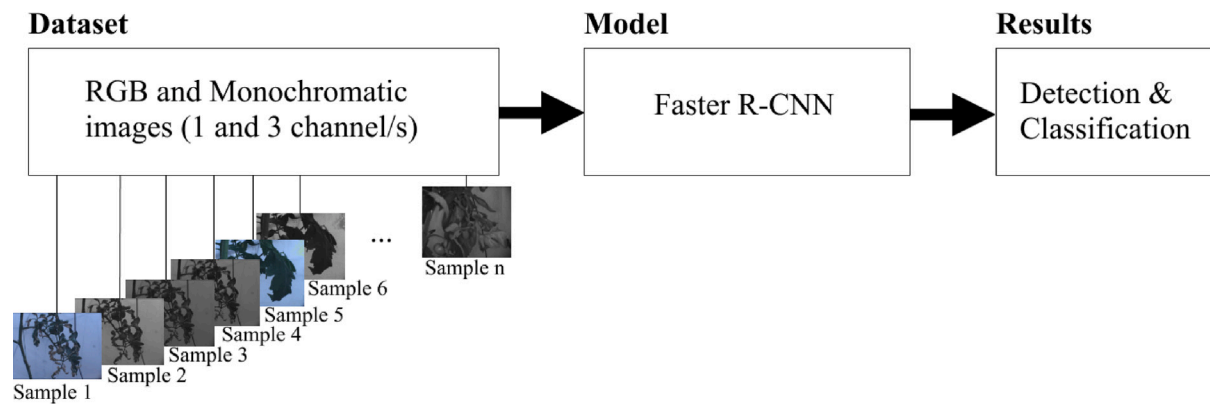 Dataset
Model
Results
RGB and Monochromatic
images (1 and 3 channel/s)
Faster R-CNN
Detection &
Classification
...
Sample n
Sample 6
Sample 5
Sample 4
Sample 3
Sample 2
Sample 1